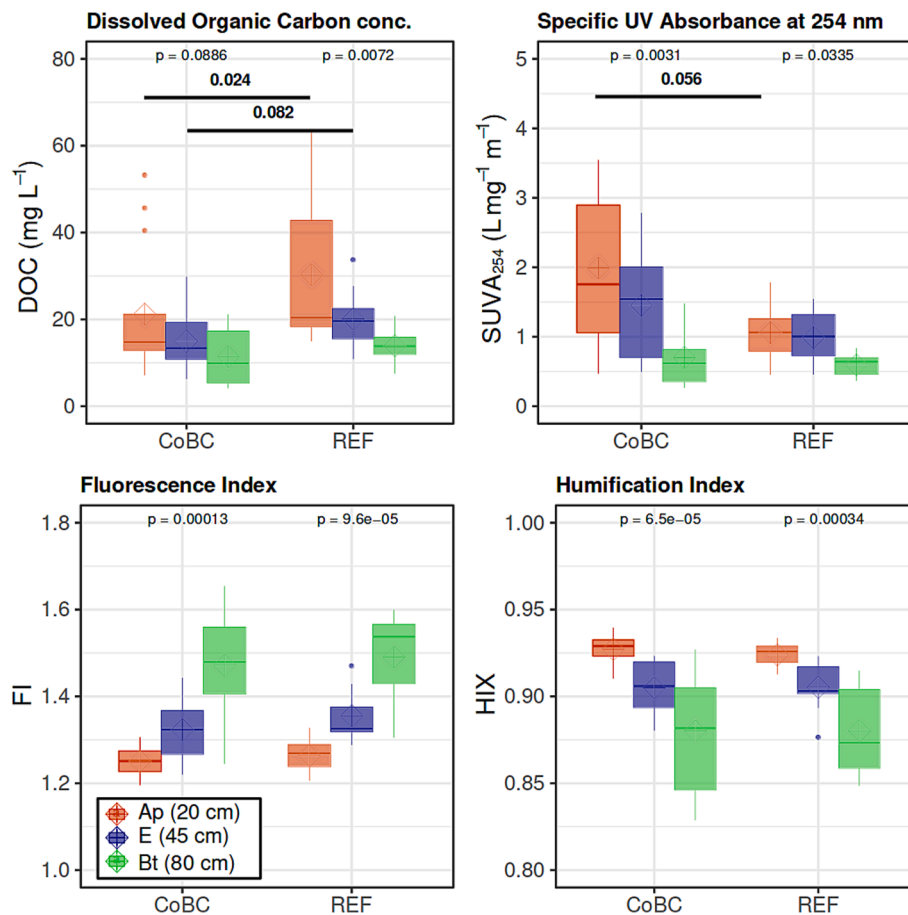 Dissolved Organic Carbon conc.
p = 0.0886
p = 0.0072
0.024
0.082
80
60
40
20
0
DOC (mg L⁻¹)
CoBC
REF
Specific UV Absorbance at 254 nm
p = 0.0031
p = 0.0335
0.056
5
4
3
2
1
0
SUVA₂₅₄ (L mg⁻¹ m⁻¹)
CoBC
REF
Fluorescence Index
p = 0.00013
p = 9.6e−05
1.8
1.6
1.4
1.2
1.0
FI
Ap (20 cm)
E (45 cm)
Bt (80 cm)
CoBC
REF
Humification Index
p = 6.5e−05
p = 0.00034
1.00
0.95
0.90
0.85
0.80
HIX
CoBC
REF